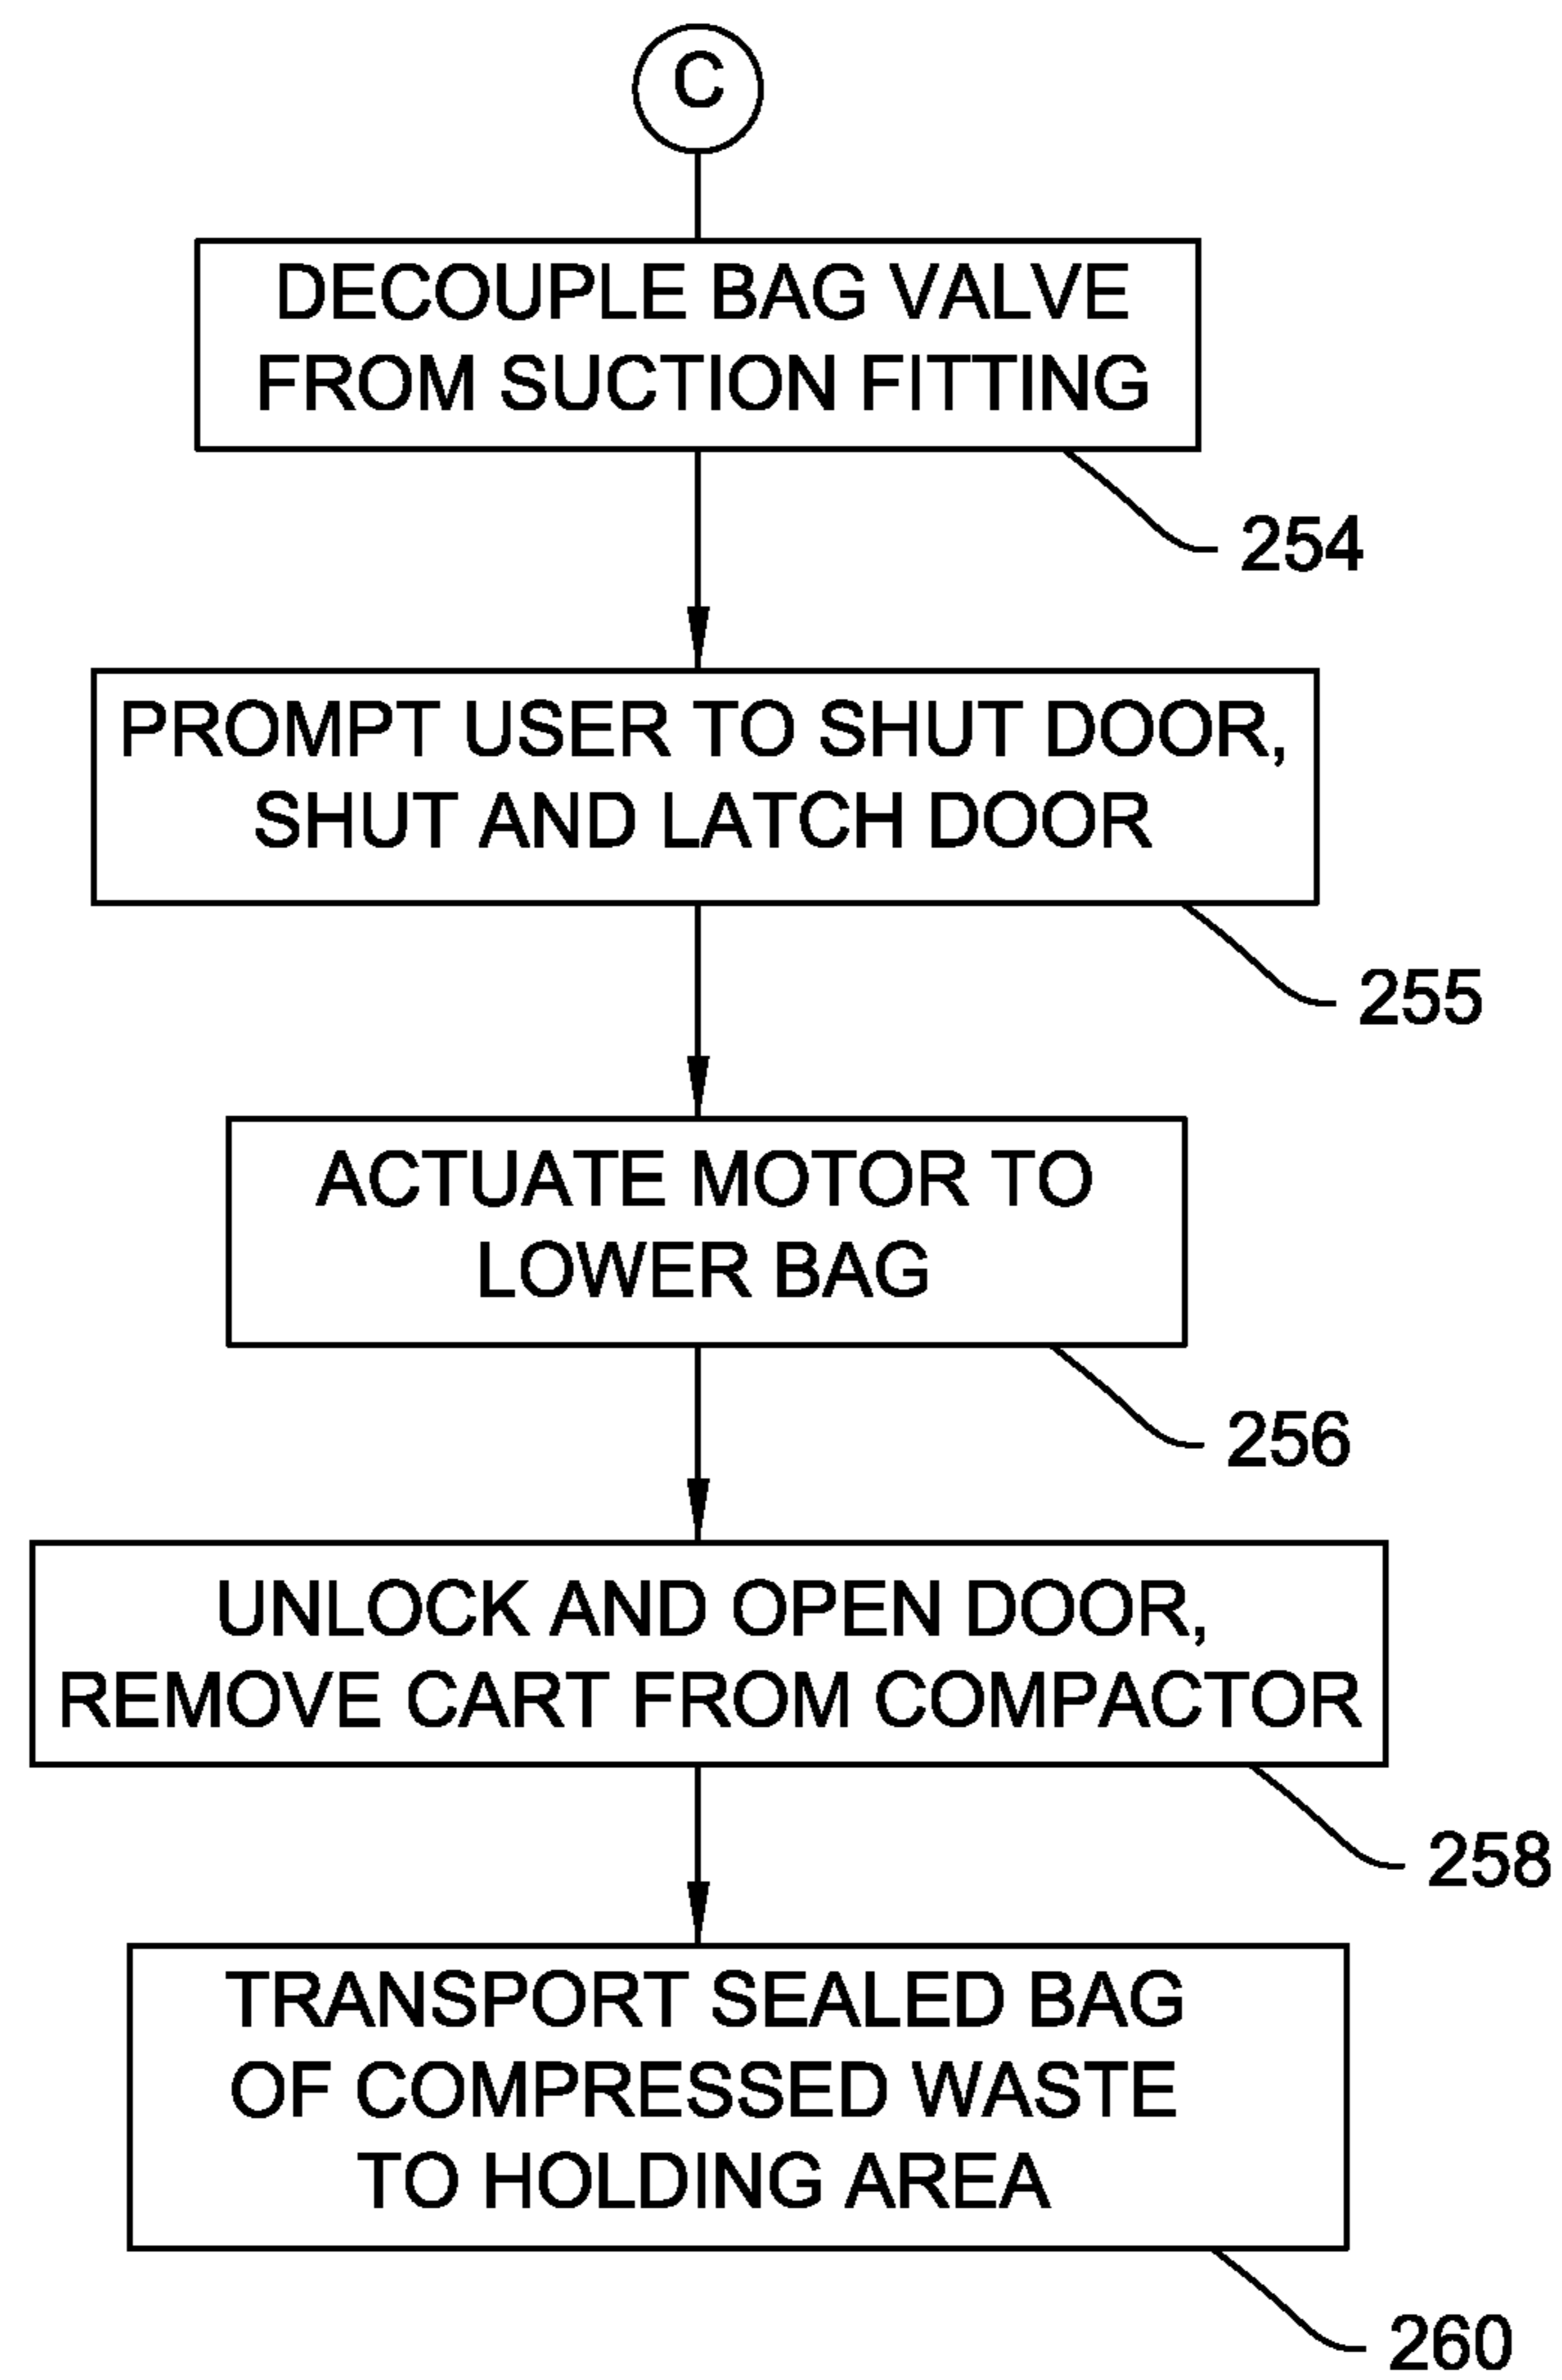 C
DECOUPLE BAG VALVE
FROM SUCTION FITTING
254
PROMPT USER TO SHUT DOOR,
SHUT AND LATCH DOOR
255
ACTUATE MOTOR TO
LOWER BAG
256
UNLOCK AND OPEN DOOR,
REMOVE CART FROM COMPACTOR
258
TRANSPORT SEALED BAG
OF COMPRESSED WASTE
TO HOLDING AREA
260